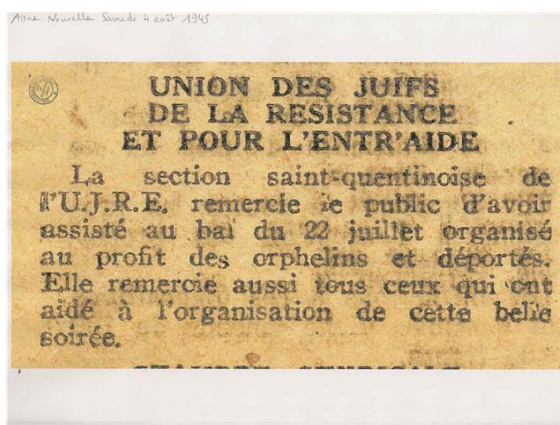 Aisne Nouvelle Samedi 4 août 1945
UNION DES JUIFS
DE LA RESISTANCE
ET POUR L'ENTR'AIDE
La section saint-quentinoise de
l'U.J.R.E. remercie le public d'avoir
assisté au bal du 22 juillet organisé
au profit des orphelins et déportés.
Elle remercie aussi tous ceux qui ont
aidé à l'organisation de cette belle
soirée.